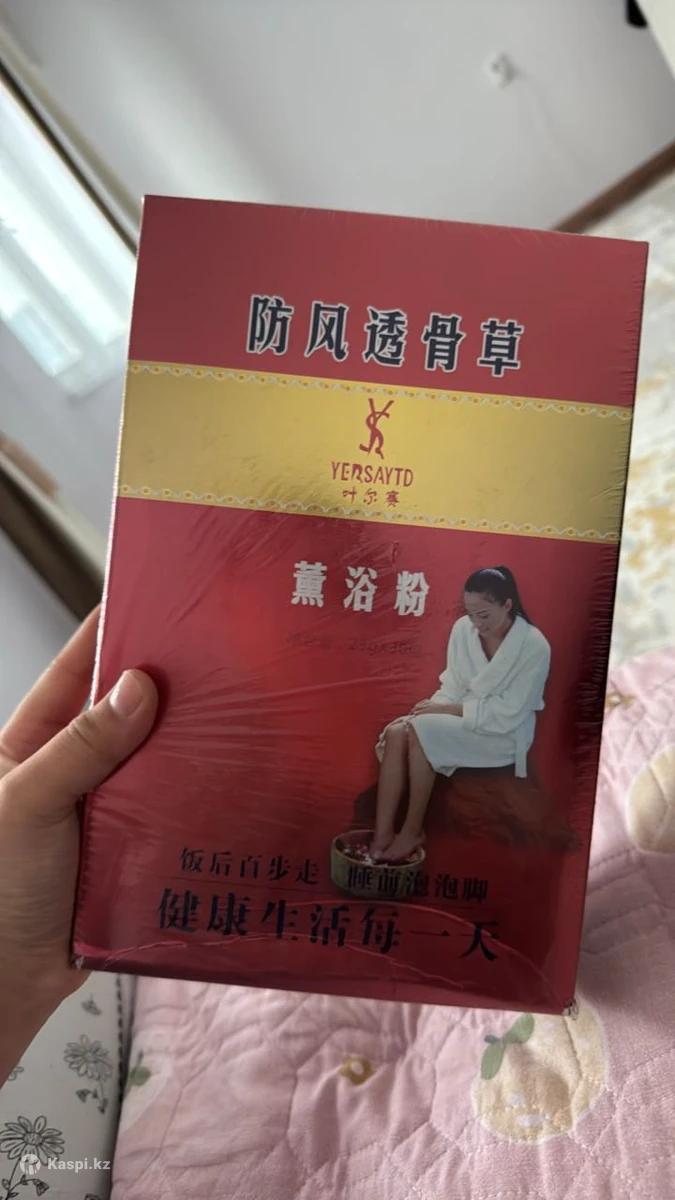 防风透骨草
YERSAYTD
叶尔赛
薰浴粉
饭后百步走 睡前泡泡脚
健康生活每一天
Kaspi.kz